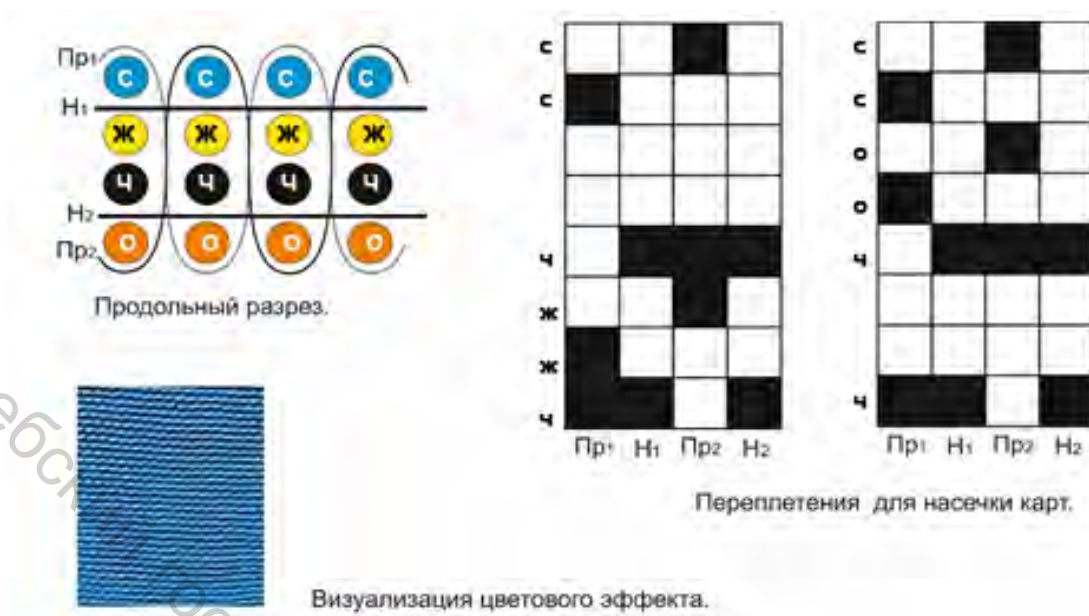 Пр1
С С С С
Н1
Ж Ж Ж Ж
Ч Ч Ч Ч
Н2
О О О О
Пр2
Продольный разрез.
с
с
ч
ж
ж
ч
Пр1 Н1 Пр2 Н2
с
с
о
о
ч
ч
Пр1 Н1 Пр2 Н2
Переплетения для насечки карт.
Визуализация цветового эффекта.